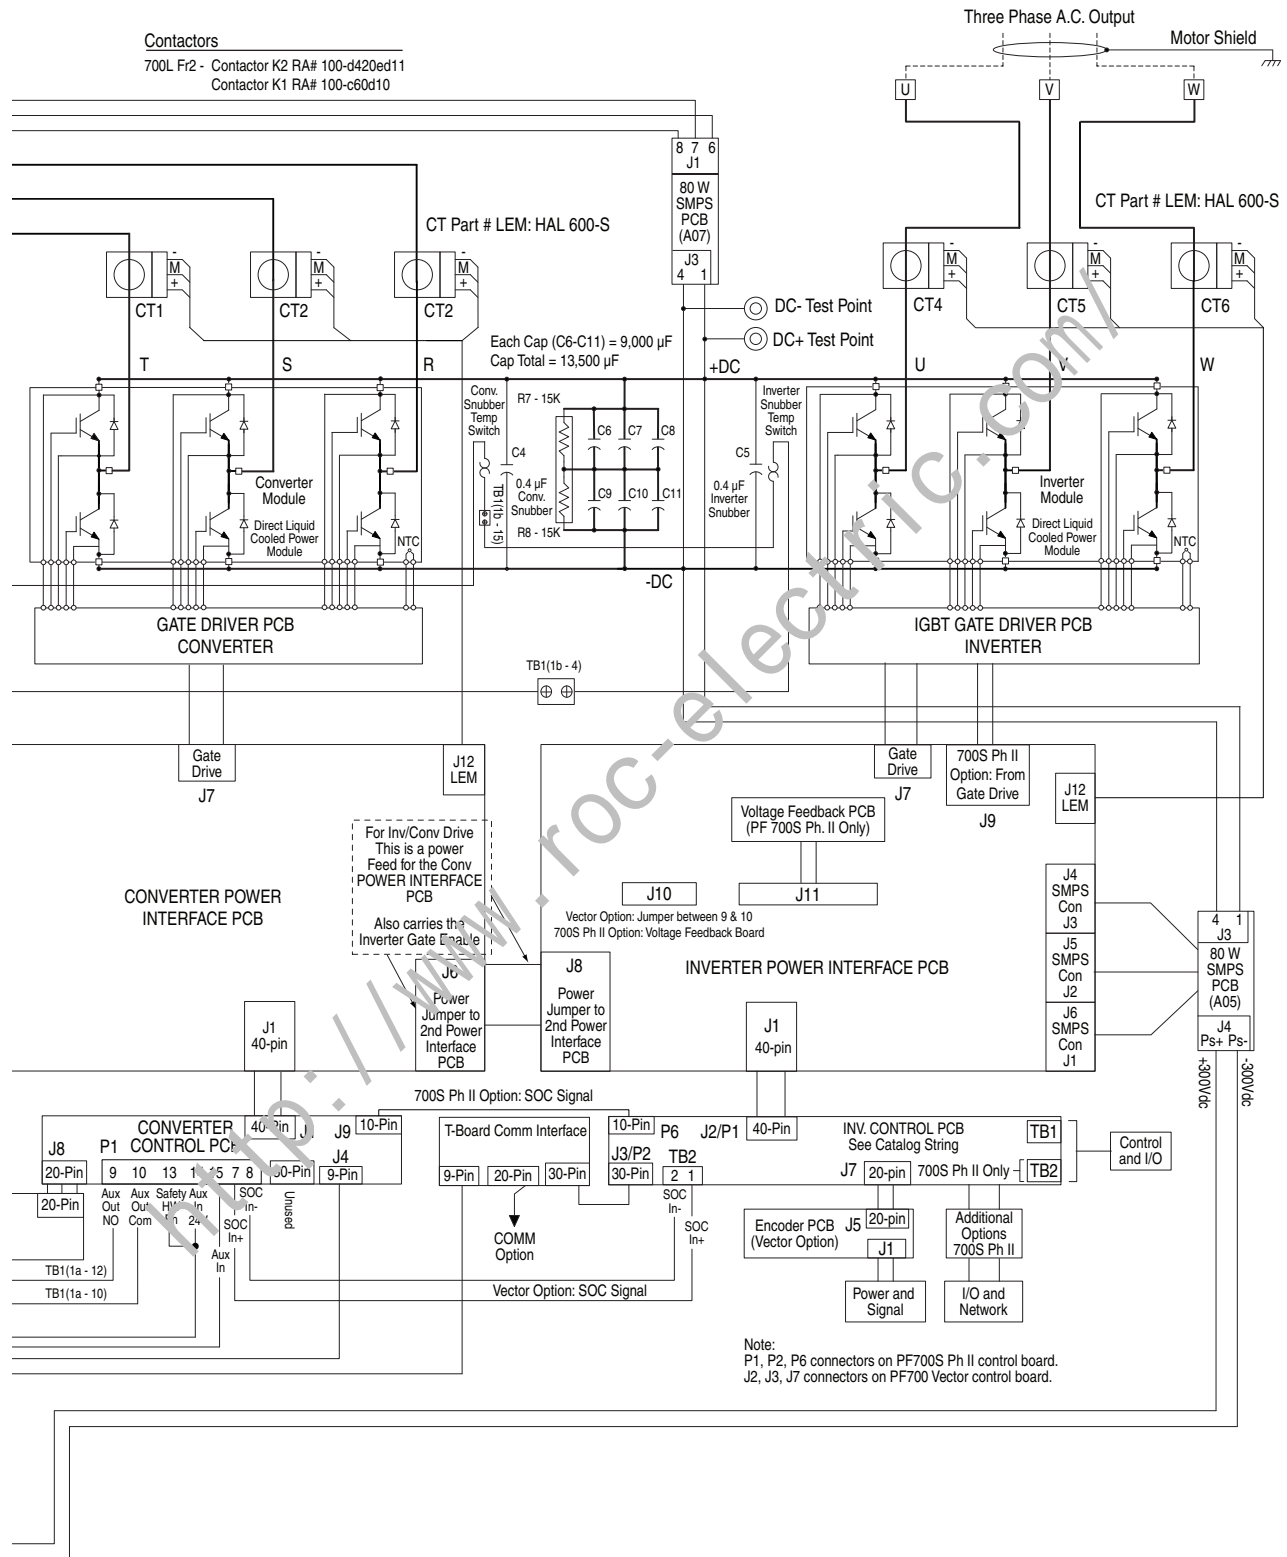 Three Phase A.C. Output
Motor Shield
Contactors
700L Fr2 - Contactor K2 RA# 100-d420ed11
Contactor K1 RA# 100-c60d10
U
V
W
8 7 6
J1
80 W
SMPS
PCB
(A07)
J3
4 1
CT Part # LEM: HAL 600-S
CT Part # LEM: HAL 600-S
-
M
+
CT1
-
M
+
CT2
-
M
+
CT2
-
M
+
CT4
-
M
+
CT5
-
M
+
CT6
DC- Test Point
DC+ Test Point
Each Cap (C6-C11) = 9,000 µF
Cap Total = 13,500 µF
T
S
R
+DC
U
V
W
Conv.
Snubber
Temp
Switch
R7 - 15K
C6
C7
C8
C4
0.4 µF
Conv.
Snubber
C9
C10
C11
R8 - 15K
TB1(1b - 15)
Inverter
Snubber
Temp
Switch
C5
0.4 µF
Inverter
Snubber
Converter
Module
Direct Liquid
Cooled Power
Module
NTC
Inverter
Module
Direct Liquid
Cooled Power
Module
NTC
-DC
GATE DRIVER PCB
CONVERTER
IGBT GATE DRIVER PCB
INVERTER
TB1(1b - 4)
Gate
Drive
J7
J12
LEM
Gate
Drive
J7
700S Ph II
Option: From
Gate Drive
J9
J12
LEM
For Inv/Conv Drive
This is a power
Feed for the Conv
POWER INTERFACE
PCB
Also carries the
Inverter Gate Enable
Voltage Feedback PCB
(PF 700S Ph. II Only)
J10
J11
Vector Option: Jumper between 9 & 10
700S Ph II Option: Voltage Feedback Board
CONVERTER POWER
INTERFACE PCB
INVERTER POWER INTERFACE PCB
J4
SMPS
Con
J3
J5
SMPS
Con
J2
J6
SMPS
Con
J1
4 1
J3
80 W
SMPS
PCB
(A05)
J4
Ps+ Ps-
+300Vdc
-300Vdc
J6
Power
Jumper to
2nd Power
Interface
PCB
J8
Power
Jumper to
2nd Power
Interface
PCB
J1
40-pin
J1
40-pin
700S Ph II Option: SOC Signal
CONVERTER
CONTROL PCB
40-Pin
J1
J9
10-Pin
J8
20-Pin
20-Pin
P1
9 10 13 14 15 7 8
30-Pin
J4
9-Pin
Aux
Out
NO
Aux
Out
Com
Safety
HW
En
Aux
In
24V
Aux
In
SOC
In+
SOC
In-
Unused
TB1(1a - 12)
TB1(1a - 10)
T-Board Comm Interface
9-Pin
20-Pin
30-Pin
COMM
Option
10-Pin
P6
J2/P1
40-Pin
J3/P2
30-Pin
TB2
2 1
SOC
In-
SOC
In+
INV. CONTROL PCB
See Catalog String
J7
20-pin
700S Ph II Only
TB1
TB2
Control
and I/O
Vector Option: SOC Signal
Encoder PCB
(Vector Option)
J5
20-pin
J1
Additional
Options
700S Ph II
Power and
Signal
I/O and
Network
Note:
P1, P2, P6 connectors on PF700S Ph II control board.
J2, J3, J7 connectors on PF700 Vector control board.
http://www.roc-electric.com/